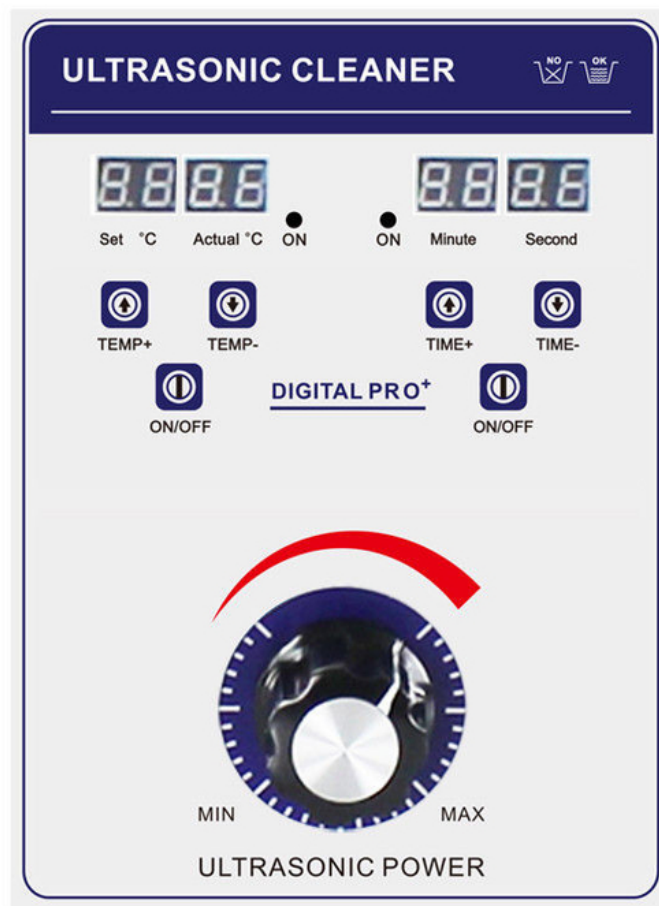 ULTRASONIC CLEANER
NO OK
8.8 8.8 8.8 8.8
Set °C Actual °C ON ON Minute Second
TEMP+ TEMP- TIME+ TIME-
ON/OFF DIGITAL PRO+ ON/OFF
MIN MAX
ULTRASONIC POWER